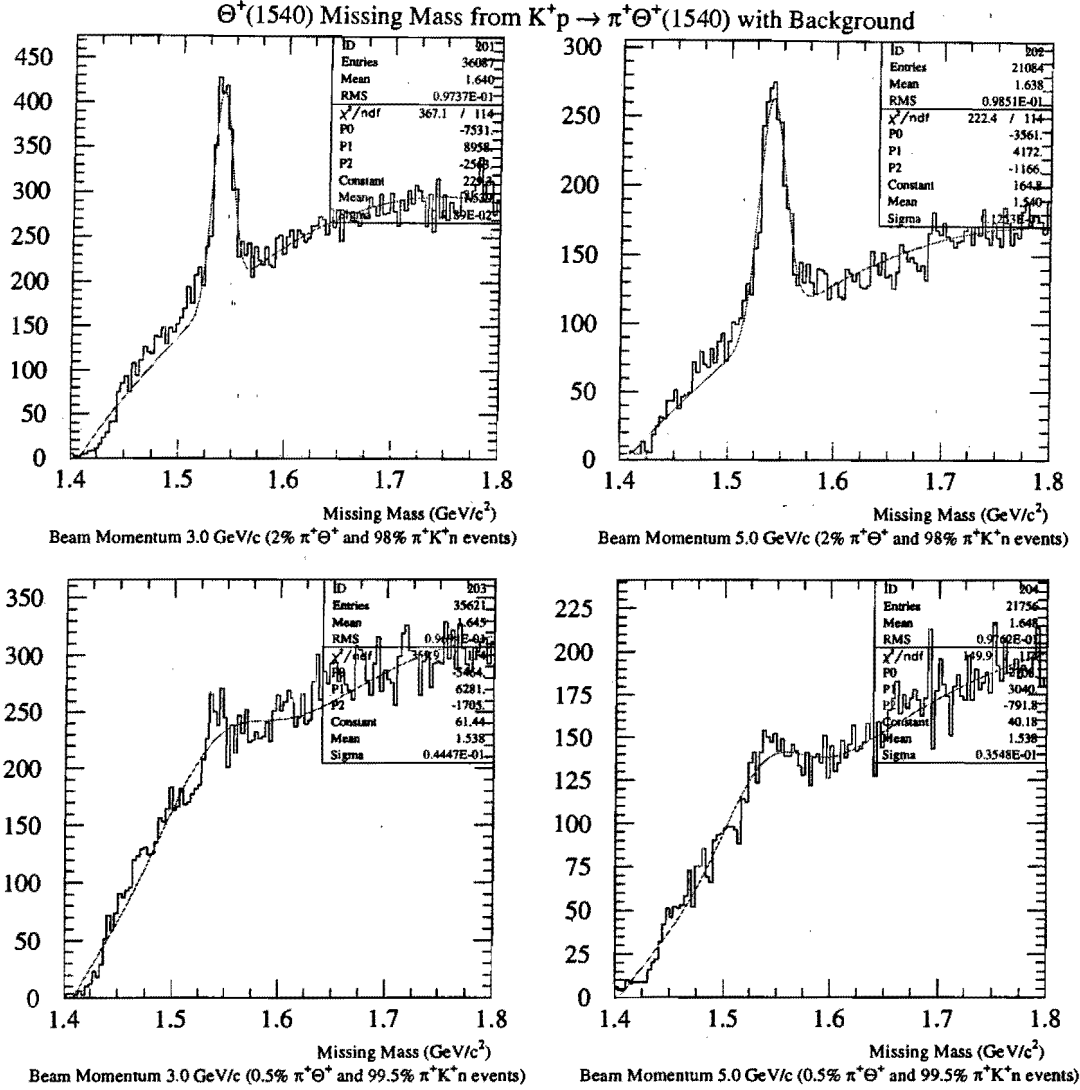 Θ⁺(1540) Missing Mass from K⁺p → π⁺Θ⁺(1540) with Background
ID 201
Entries 36087
Mean 1.640
RMS 0.9737E-01
χ²/ndf 367.1 / 114
P0 -7531.
P1 8958.
P2
Constant
Mean
Sigma
450
400
350
300
250
200
150
100
50
0
1.4 1.5 1.6 1.7 1.8
Missing Mass (GeV/c²)
Beam Momentum 3.0 GeV/c (2% π⁺Θ⁺ and 98% π⁺K⁺n events)
ID 202
Entries 21084
Mean 1.638
RMS 0.9851E-01
χ²/ndf 222.4 / 114
P0 -3561.
P1 4172.
P2 -1166.
Constant 164.8
Mean 1.540
Sigma
300
250
200
150
100
50
0
1.4 1.5 1.6 1.7 1.8
Missing Mass (GeV/c²)
Beam Momentum 5.0 GeV/c (2% π⁺Θ⁺ and 98% π⁺K⁺n events)
ID 203
Entries 35621
Mean 1.645
RMS
χ²/ndf
P0 -5464.
P1 6281.
P2 -1705.
Constant 61.44
Mean 1.538
Sigma 0.4447E-01
350
300
250
200
150
100
50
0
1.4 1.5 1.6 1.7 1.8
Missing Mass (GeV/c²)
Beam Momentum 3.0 GeV/c (0.5% π⁺Θ⁺ and 99.5% π⁺K⁺n events)
ID 204
Entries 21756
Mean 1.648
RMS 0.9762E-01
χ²/ndf
P0
P1 3040.
P2 -791.8
Constant 40.18
Mean 1.538
Sigma 0.3548E-01
225
200
175
150
125
100
75
50
25
0
1.4 1.5 1.6 1.7 1.8
Missing Mass (GeV/c²)
Beam Momentum 5.0 GeV/c (0.5% π⁺Θ⁺ and 99.5% π⁺K⁺n events)